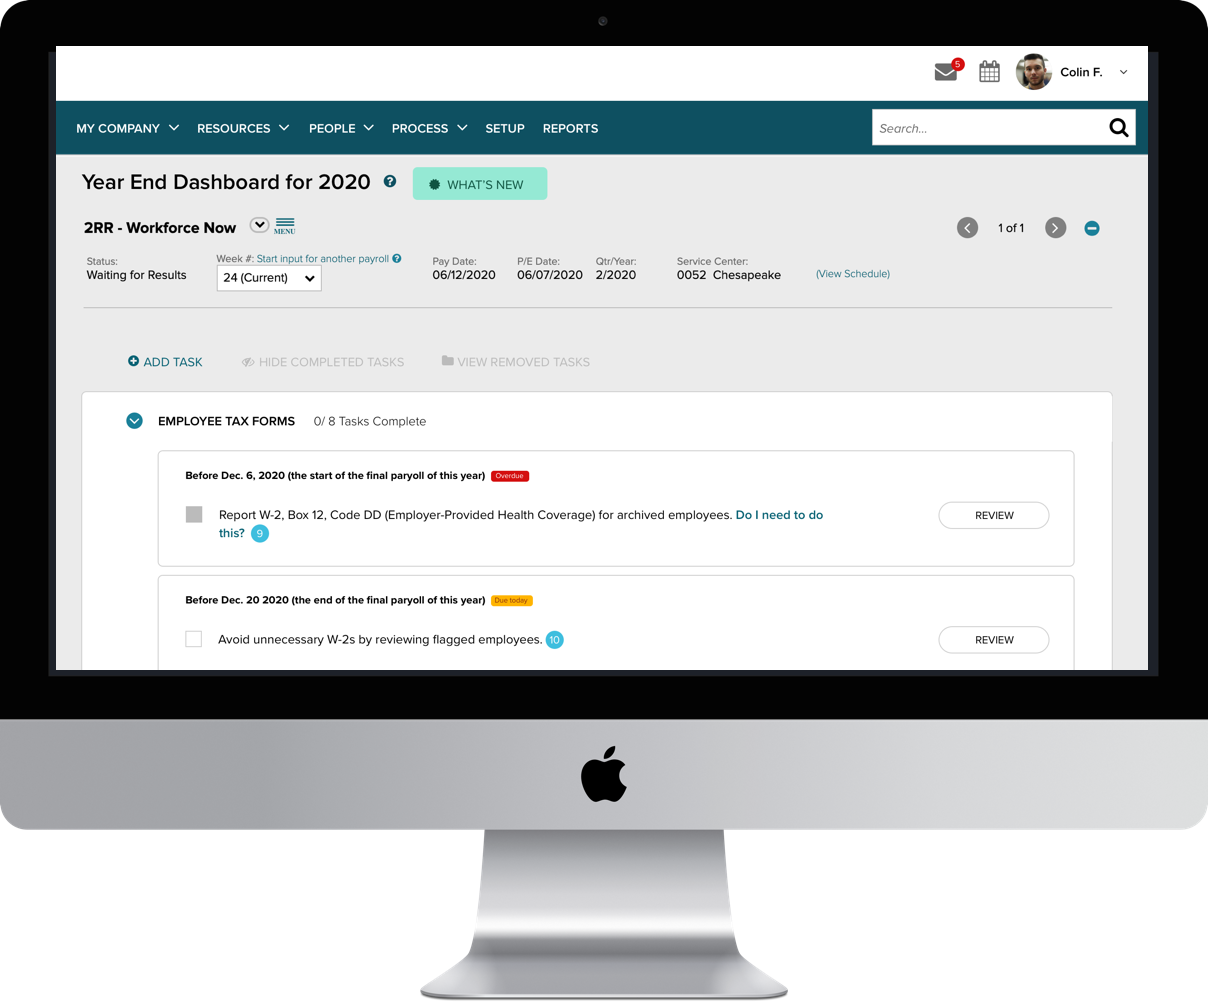 5
Colin F.
MY COMPANY RESOURCES PEOPLE PROCESS SETUP REPORTS
Search...
Year End Dashboard for 2020 ? WHAT'S NEW
2RR - Workforce Now MENU
1 of 1
Status: Week #: Start input for another payroll ? Pay Date: P/E Date: Qtr/Year: Service Center:
Waiting for Results 24 (Current) 06/12/2020 06/07/2020 2/2020 0052 Chesapeake (View Schedule)
ADD TASK HIDE COMPLETED TASKS VIEW REMOVED TASKS
EMPLOYEE TAX FORMS 0/ 8 Tasks Complete
Before Dec. 6, 2020 (the start of the final paryoll of this year) Overdue
Report W-2, Box 12, Code DD (Employer-Provided Health Coverage) for archived employees. Do I need to do
this? 9
REVIEW
Before Dec. 20 2020 (the end of the final paryoll of this year) Due today
Avoid unnecessary W-2s by reviewing flagged employees. 10
REVIEW